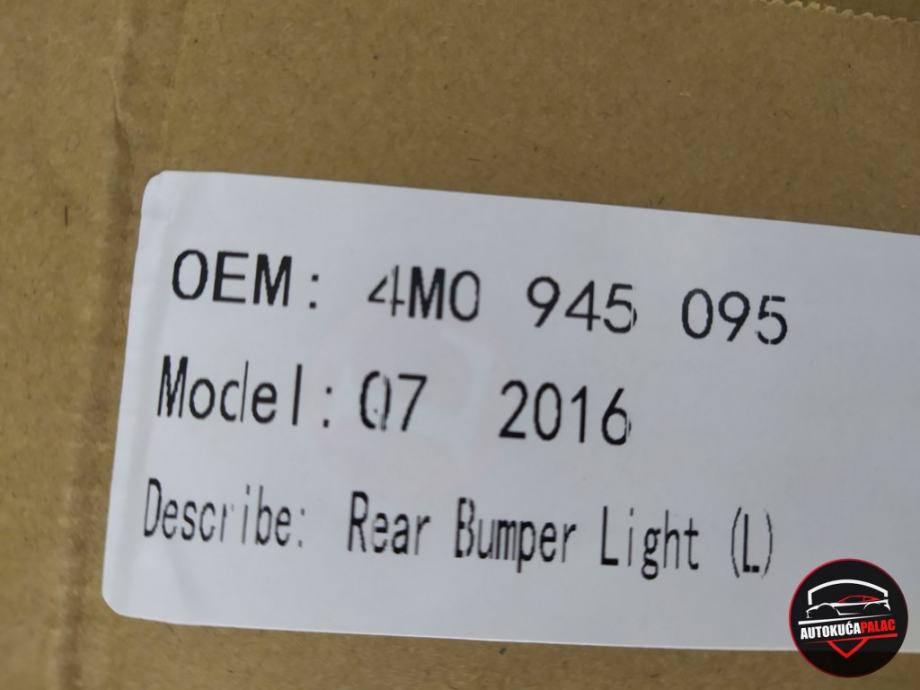 OEM: 4M0 945 095
Model: Q7 2016
Describe: Rear Bumper Light (L)
AUTOKUĆAPALAC